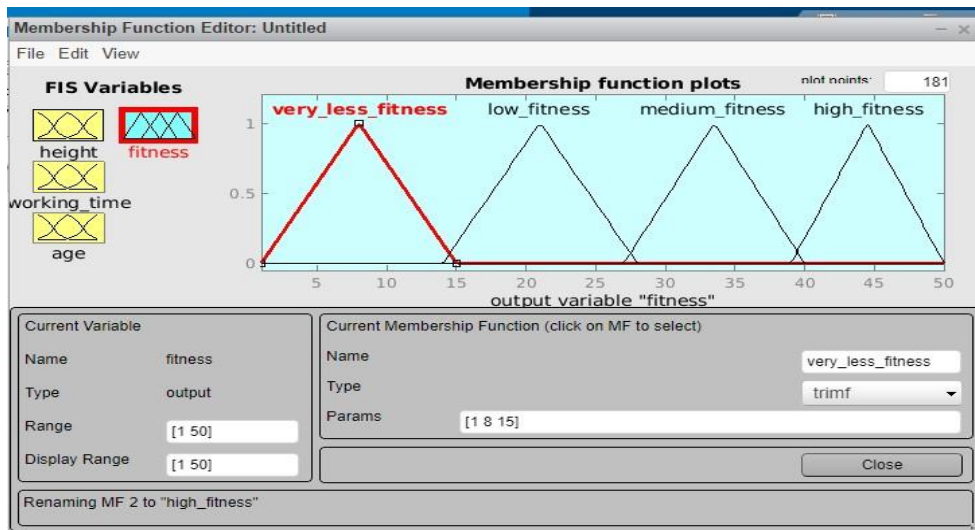 Membership Function Editor: Untitled
File Edit View
FIS Variables
height
fitness
working_time
age
Membership function plots
plot points:
181
very_less_fitness
low_fitness
medium_fitness
high_fitness
1
0.5
0
5 10 15 20 25 30 35 40 45 50
output variable "fitness"
Current Variable
Name fitness
Type output
Range [1 50]
Display Range [1 50]
Current Membership Function (click on MF to select)
Name very_less_fitness
Type trimf
Params [1 8 15]
Close
Renaming MF 2 to "high_fitness"